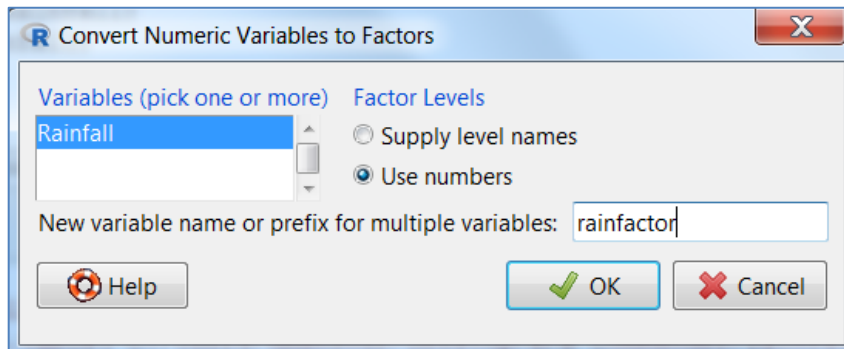 R Convert Numeric Variables to Factors
Variables (pick one or more) Factor Levels
Rainfall
Supply level names
Use numbers
New variable name or prefix for multiple variables: rainfactor
Help OK Cancel